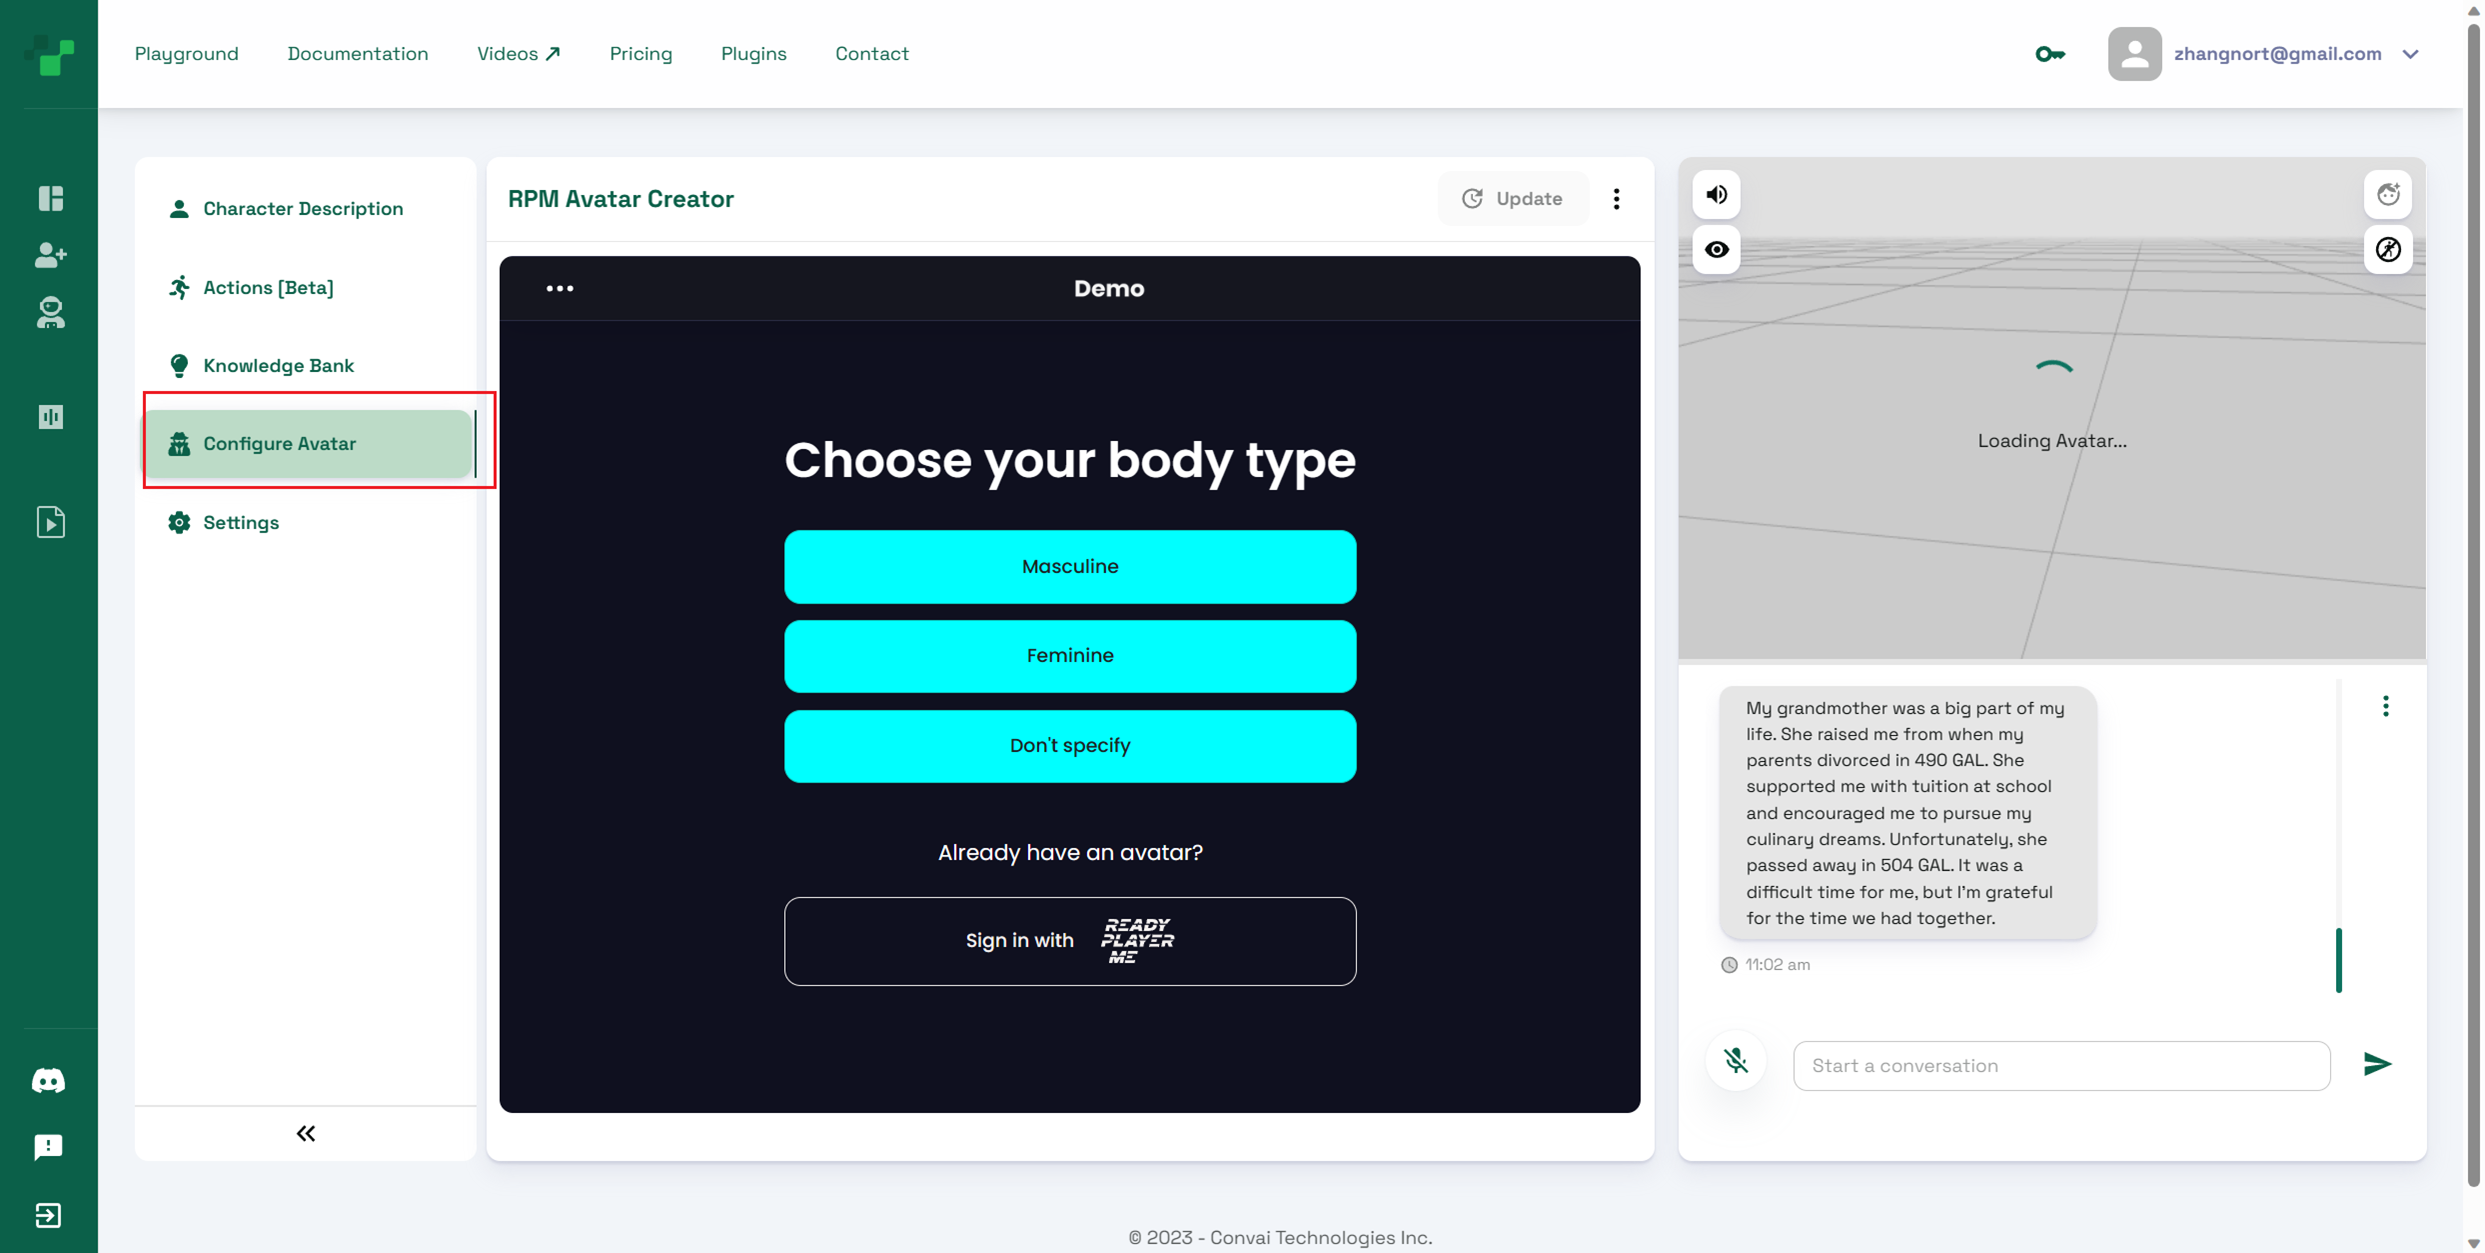 Playground
Documentation
Videos
Pricing
Plugins
Contact
zhangnort@gmail.com
Character Description
Actions [Beta]
Knowledge Bank
Configure Avatar
Settings
RPM Avatar Creator
Update
Demo
Choose your body type
Masculine
Feminine
Don't specify
Already have an avatar?
Sign in with READY
PLAYER
ME
Loading Avatar...
My grandmother was a big part of my
life. She raised me from when my
parents divorced in 490 GAL. She
supported me with tuition at school
and encouraged me to pursue my
culinary dreams. Unfortunately, she
passed away in 504 GAL. It was a
difficult time for me, but I'm grateful
for the time we had together.
11:02 am
Start a conversation
© 2023 - Convai Technologies Inc.